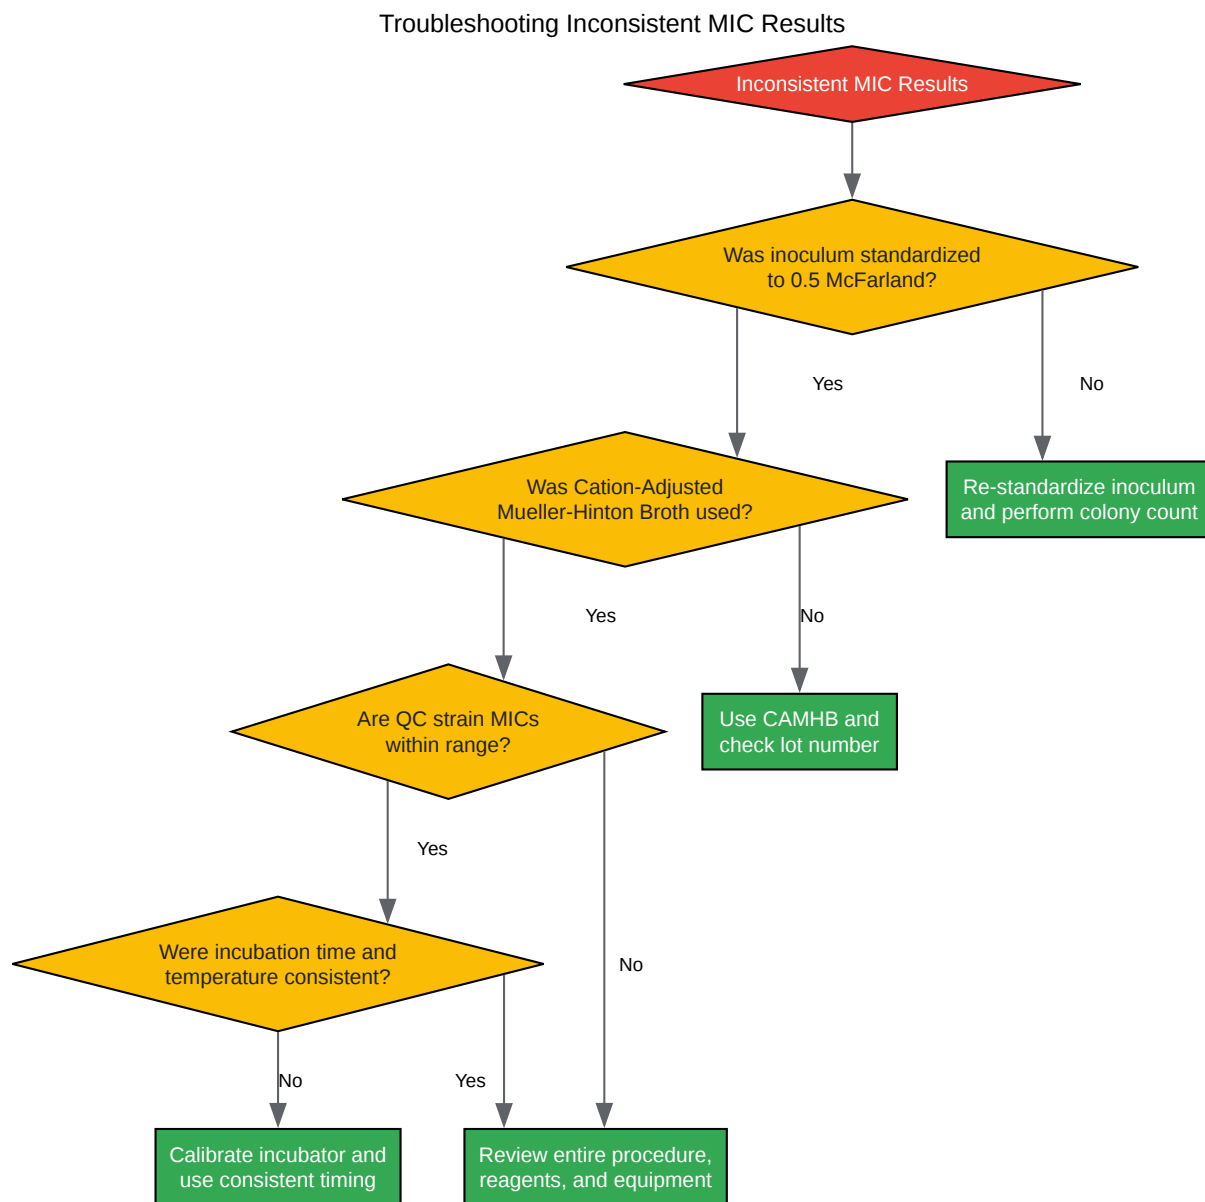 Troubleshooting Inconsistent MIC Results
Inconsistent MIC Results
Was inoculum standardized
to 0.5 McFarland?
Yes
No
Was Cation-Adjusted
Mueller-Hinton Broth used?
Re-standardize inoculum
and perform colony count
Yes
No
Are QC strain MICs
within range?
Use CAMHB and
check lot number
Yes
No
Were incubation time and
temperature consistent?
No
Yes
Calibrate incubator and
use consistent timing
Review entire procedure,
reagents, and equipment